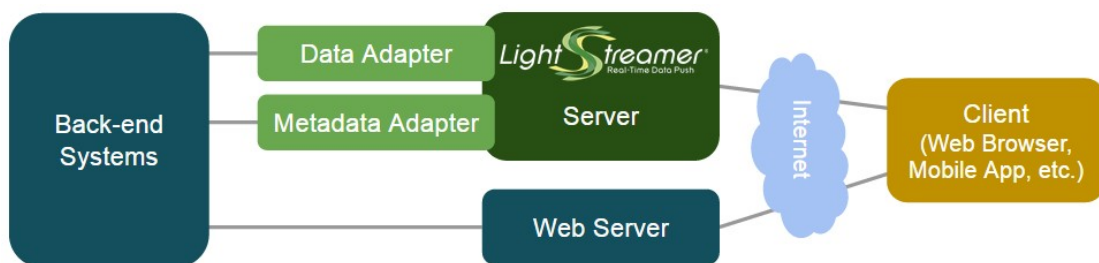 Back-end
Systems
Data Adapter
Metadata Adapter
LightStreamer®
Real-Time Data Push
Server
Web Server
Internet
Client
(Web Browser,
Mobile App, etc.)